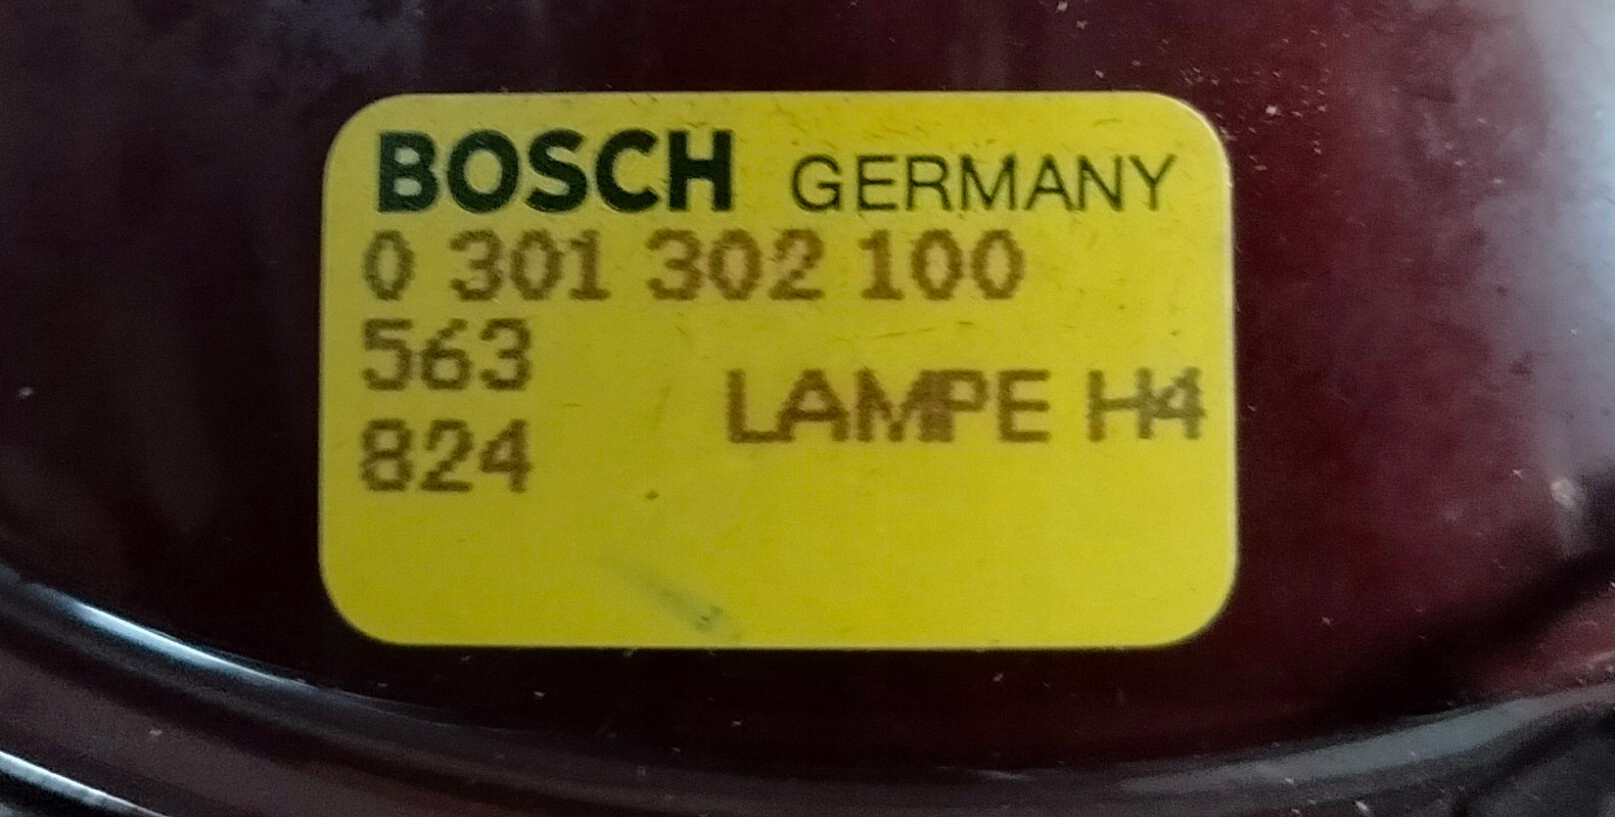 BOSCH GERMANY
0 301 302 100
563
LAMPE H4
824